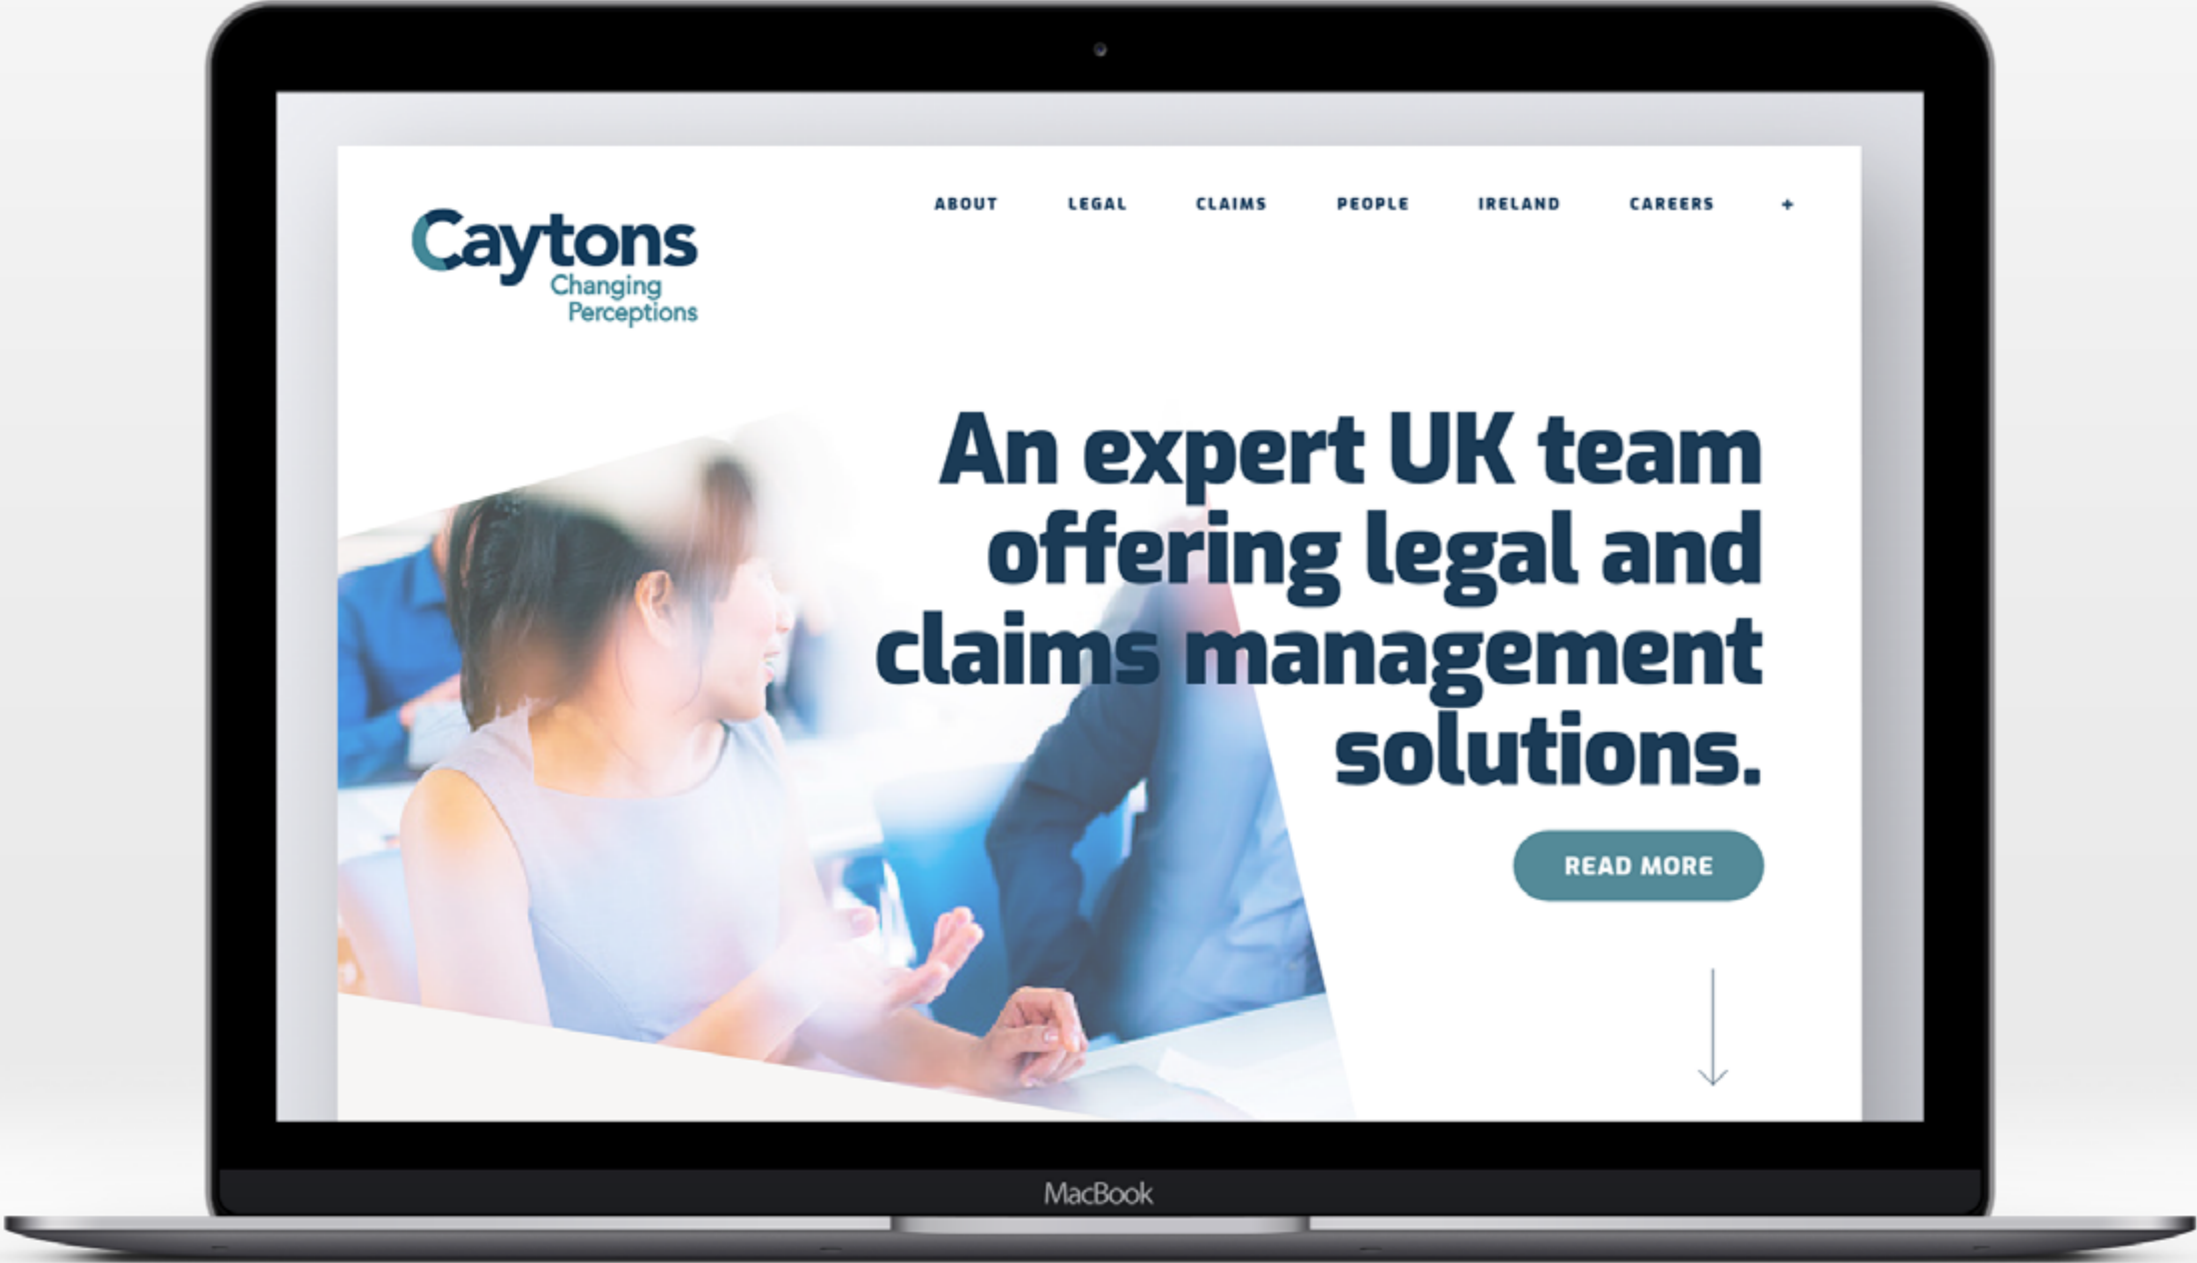 Caytons
Changing
Perceptions
ABOUT LEGAL CLAIMS PEOPLE IRELAND CAREERS +
An expert UK team
offering legal and
claims management
solutions.
READ MORE
MacBook